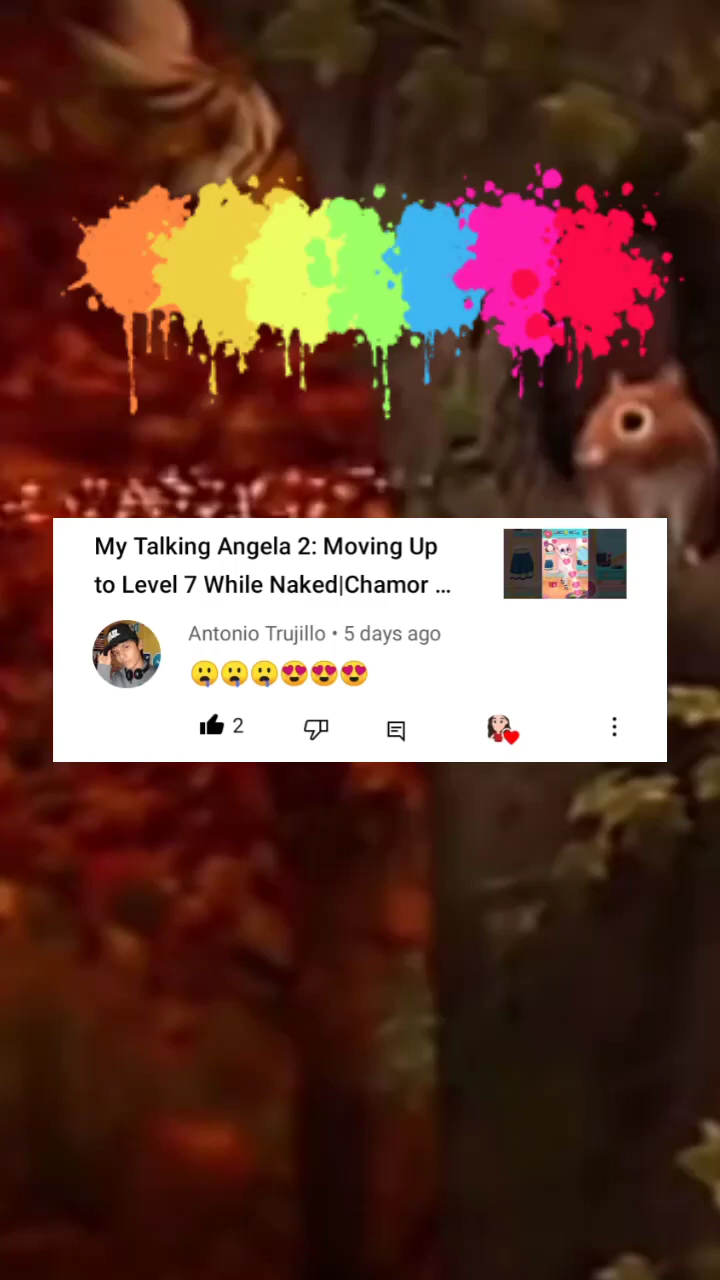 My Talking Angela 2: Moving Up
to Level 7 While Naked|Chamor ...
Antonio Trujillo • 5 days ago
🤤🤤🤤😍😍😍
2